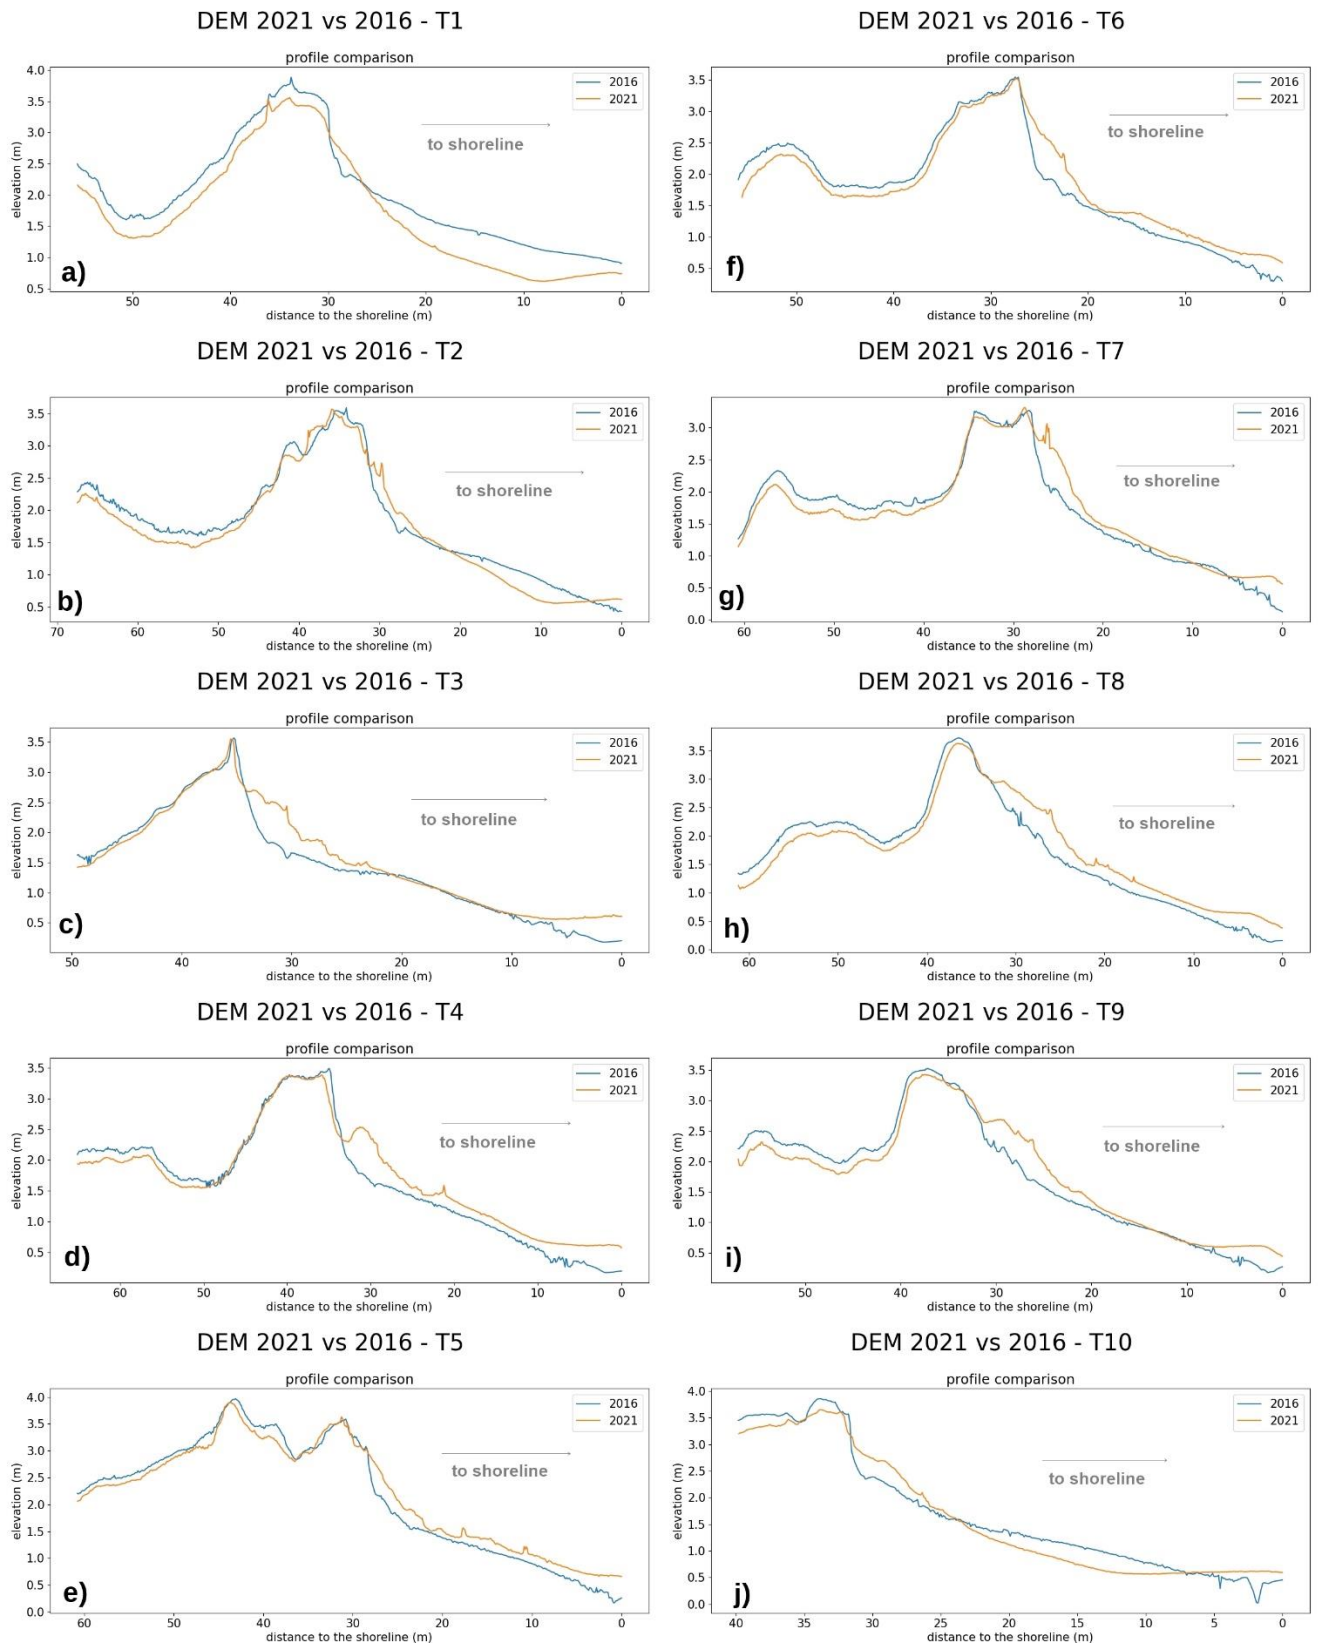 DEM 2021 vs 2016 - T1
profile comparison
4.0
3.5
3.0
2.5
2.0
1.5
1.0
0.5
elevation (m)
2016
2021
to shoreline
a)
50 40 30 20 10 0
distance to the shoreline (m)
DEM 2021 vs 2016 - T2
profile comparison
3.5
3.0
2.5
2.0
1.5
1.0
0.5
elevation (m)
2016
2021
to shoreline
b)
70 60 50 40 30 20 10 0
distance to the shoreline (m)
DEM 2021 vs 2016 - T3
profile comparison
3.5
3.0
2.5
2.0
1.5
1.0
0.5
elevation (m)
2016
2021
to shoreline
c)
50 40 30 20 10 0
distance to the shoreline (m)
DEM 2021 vs 2016 - T4
profile comparison
3.5
3.0
2.5
2.0
1.5
1.0
0.5
elevation (m)
2016
2021
to shoreline
d)
60 50 40 30 20 10 0
distance to the shoreline (m)
DEM 2021 vs 2016 - T5
profile comparison
4.0
3.5
3.0
2.5
2.0
1.5
1.0
0.5
0.0
elevation (m)
2016
2021
to shoreline
e)
60 50 40 30 20 10 0
distance to the shoreline (m)
DEM 2021 vs 2016 - T6
profile comparison
3.5
3.0
2.5
2.0
1.5
1.0
0.5
elevation (m)
2016
2021
to shoreline
f)
50 40 30 20 10 0
distance to the shoreline (m)
DEM 2021 vs 2016 - T7
profile comparison
3.5
3.0
2.5
2.0
1.5
1.0
0.5
0.0
elevation (m)
2016
2021
to shoreline
g)
60 50 40 30 20 10 0
distance to the shoreline (m)
DEM 2021 vs 2016 - T8
profile comparison
3.5
3.0
2.5
2.0
1.5
1.0
0.5
0.0
elevation (m)
2016
2021
to shoreline
h)
60 50 40 30 20 10 0
distance to the shoreline (m)
DEM 2021 vs 2016 - T9
profile comparison
3.5
3.0
2.5
2.0
1.5
1.0
0.5
elevation (m)
2016
2021
to shoreline
i)
50 40 30 20 10 0
distance to the shoreline (m)
DEM 2021 vs 2016 - T10
profile comparison
4.0
3.5
3.0
2.5
2.0
1.5
1.0
0.5
0.0
elevation (m)
2016
2021
to shoreline
j)
40 35 30 25 20 15 10 5 0
distance to the shoreline (m)